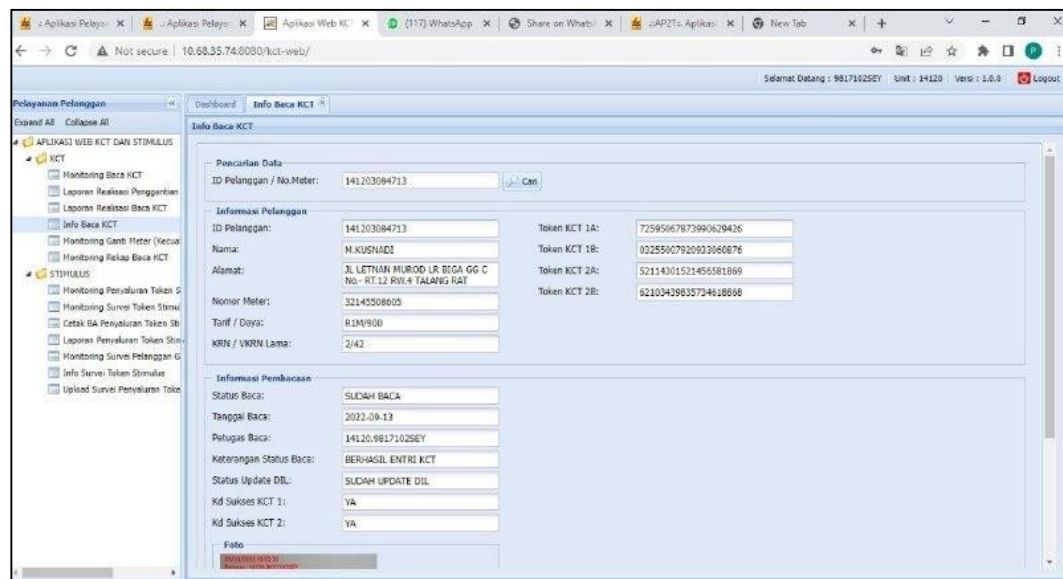 : Aplikasi Pelaya
.: Aplikasi Pelaya
Aplikasi Web KCT
(117) WhatsApp
Share on Whats
.:AP2T:. Aplikasi
New Tab
Not secure 10.68.35.74:8080/kct-web/
Selamat Datang : 98171025EY Unit : 14120 Versi : 1.0.0 Logout
Pelayanan Pelanggan
Dashboard Info Baca KCT
Expand All Collapse All
Info Baca KCT
APLIKASI WEB KCT DAN STIMULUS
KCT
Monitoring Baca KCT
Laporan Realisasi Penggantian
Laporan Realisasi Baca KCT
Info Baca KCT
Monitoring Ganti Meter (Kecua
Monitoring Rekap Baca KCT
STIMULUS
Monitoring Penyaluran Token S
Monitoring Survei Token Stimu
Cetak BA Penyaluran Token Sti
Laporan Penyaluran Token Stim
Monitoring Survei Pelanggan G
Info Survei Token Stimulus
Upload Survei Penyaluran Toke
Pencarian Data
ID Pelanggan / No.Meter: 141203084713 Cari
Informasi Pelanggan
ID Pelanggan: 141203084713
Nama: M.KUSNADI
Alamat: JL LETNAN MUROD LR BIGA GG C
No.- RT.12 RW.4 TALANG RAT
Nomor Meter: 32145508605
Tarif / Daya: R1M/900
KRN / VKRN Lama: 2/42
Token KCT 1A: 72595067873990629426
Token KCT 1B: 03255007920933060876
Token KCT 2A: 52114301521456581869
Token KCT 2B: 62103439835734618868
Informasi Pembacaan
Status Baca: SUDAH BACA
Tanggal Baca: 2022-09-13
Petugas Baca: 14120.98171025EY
Keterangan Status Baca: BERHASIL ENTRI KCT
Status Update DIL: SUDAH UPDATE DIL
Kd Sukses KCT 1: YA
Kd Sukses KCT 2: YA
Foto